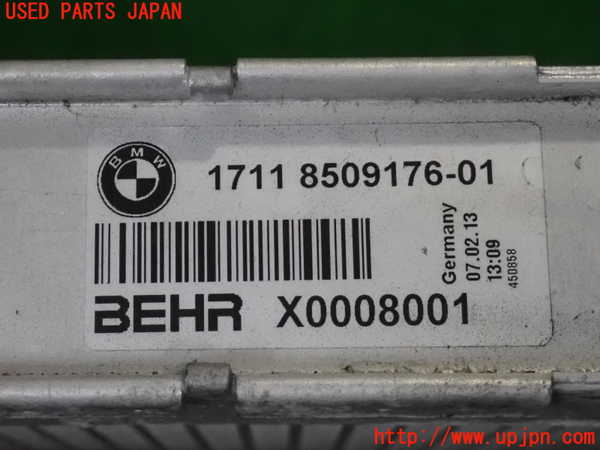 USED PARTS JAPAN
BMW
1711 8509176-01
BEHR X0008001
Germany
07.02.13
13:09
450858
http://www.upjpn.com/